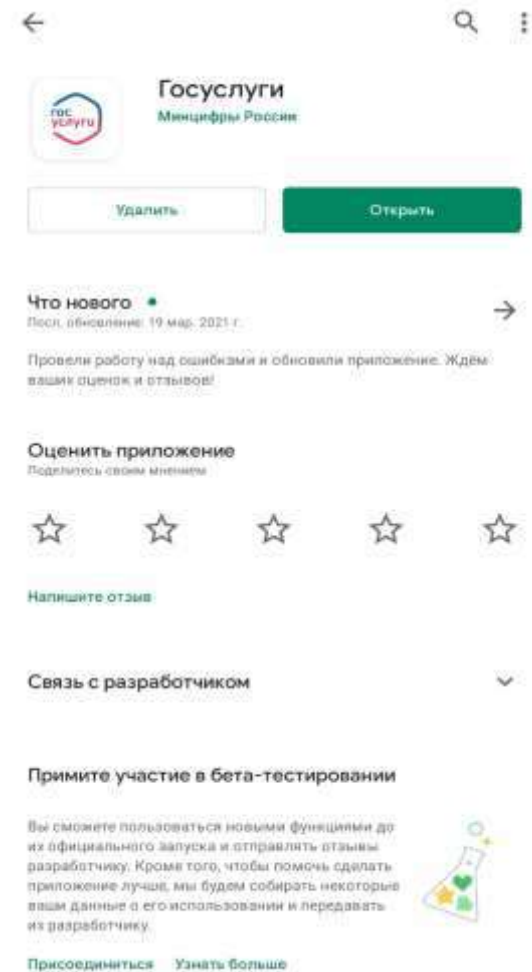 Госуслуги
Минцифры России
гос
услуги
Удалить
Открыть
Что нового
Посл. обновление: 19 мар. 2021 г.
Провели работу над ошибками и обновили приложение. Ждём
ваших оценок и отзывов!
Оценить приложение
Поделитесь своим мнением
Напишите отзыв
Связь с разработчиком
Примите участие в бета-тестировании
Вы сможете пользоваться новыми функциями до
их официального запуска и отправлять отзывы
разработчику. Кроме того, чтобы помочь сделать
приложение лучше, мы будем собирать некоторые
ваши данные о его использовании и передавать
их разработчику.
Присоединиться
Узнать больше